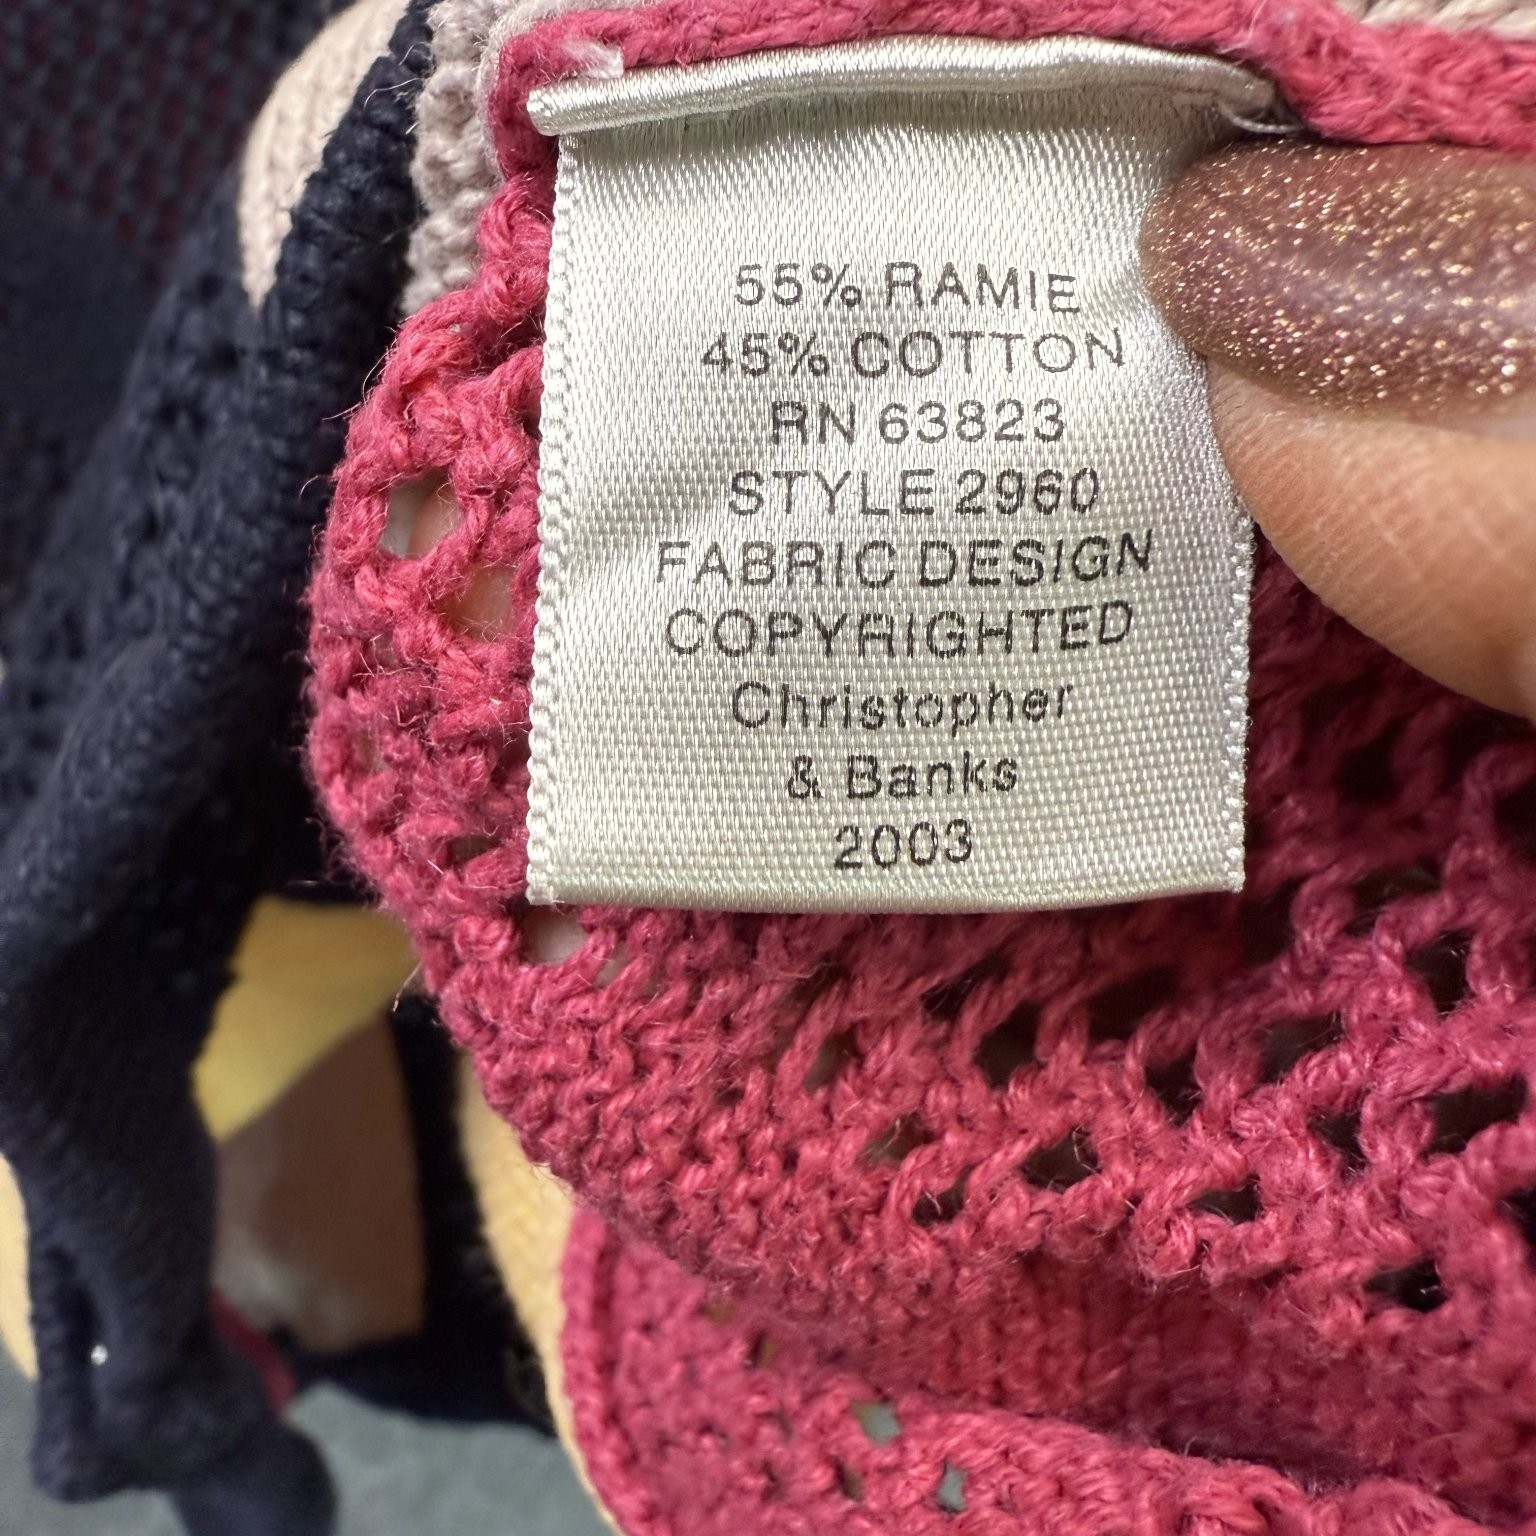 55% RAMIE
45% COTTON
RN 63823
STYLE 2960
FABRIC DESIGN
COPYRIGHTED
Christopher
& Banks
2003